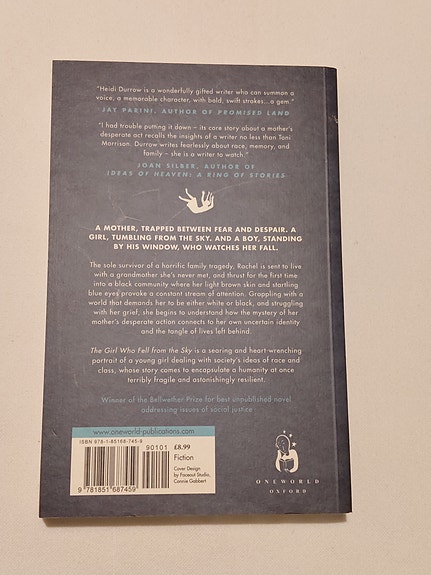 "Heidi Durrow is a wonderfully gifted writer who can summon a
voice, a memorable character, with bold, swift strokes...a gem."
JAY PARINI, AUTHOR OF PROMISED LAND
"I had trouble putting it down – its core story about a mother's
desperate act recalls the insights of a writer no less than Toni
Morrison. Durrow writes fearlessly about race, memory, and
family – she is a writer to watch."
JOAN SILBER, AUTHOR OF
IDEAS OF HEAVEN: A RING OF STORIES
A MOTHER, TRAPPED BETWEEN FEAR AND DESPAIR. A
GIRL, TUMBLING FROM THE SKY. AND A BOY, STANDING
BY HIS WINDOW, WHO WATCHES HER FALL.
The sole survivor of a horrific family tragedy, Rachel is sent to live
with a grandmother she's never met, and thrust for the first time
into a black community where her light brown skin and startling
blue eyes provoke a constant stream of attention. Grappling with a
world that demands her to be either white or black, and struggling
with her grief, she begins to understand how the mystery of her
mother's desperate action connects to her own uncertain identity
and the tangle of lives left behind.
The Girl Who Fell from the Sky is a searing and heart-wrenching
portrait of a young girl dealing with society's ideas of race and
class, whose story comes to encapsulate a humanity at once
terribly fragile and astonishingly resilient.
Winner of the Bellwether Prize for best unpublished novel
addressing issues of social justice
www.oneworld-publications.com
ISBN 978-1-85168-745-9
90101
9 781851 687459
£8.99
Fiction
Cover Design
by Faceout Studio,
Connie Gabbert
ONEWORLD
OXFORD